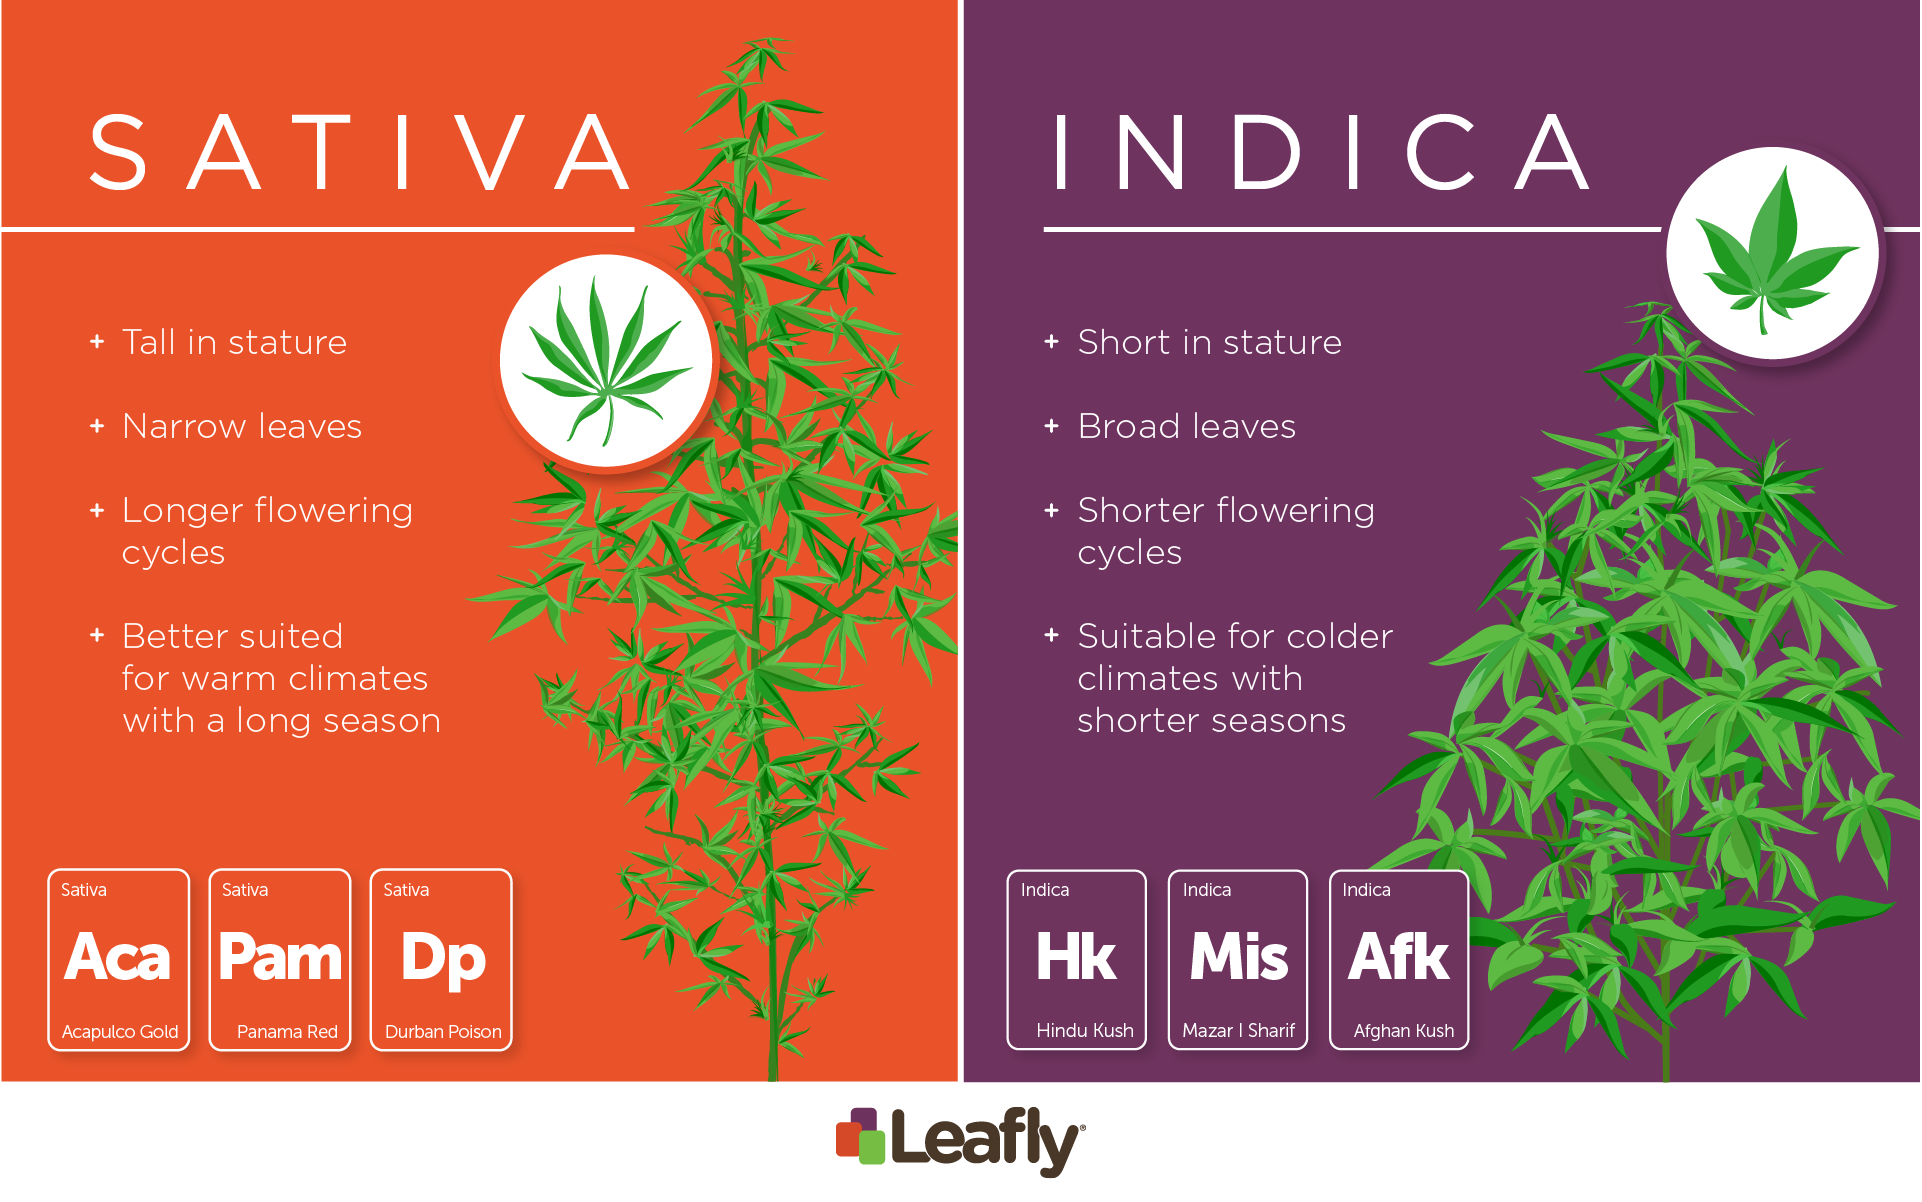 SATIVA
+ Tall in stature
+ Narrow leaves
+ Longer flowering
cycles
+ Better suited
for warm climates
with a long season
Sativa
Aca
Acapulco Gold
Sativa
Pam
Panama Red
Sativa
Dp
Durban Poison
INDICA
+ Short in stature
+ Broad leaves
+ Shorter flowering
cycles
+ Suitable for colder
climates with
shorter seasons
Indica
Hk
Hindu Kush
Indica
Mis
Mazar I Sharif
Indica
Afk
Afghan Kush
Leafly®